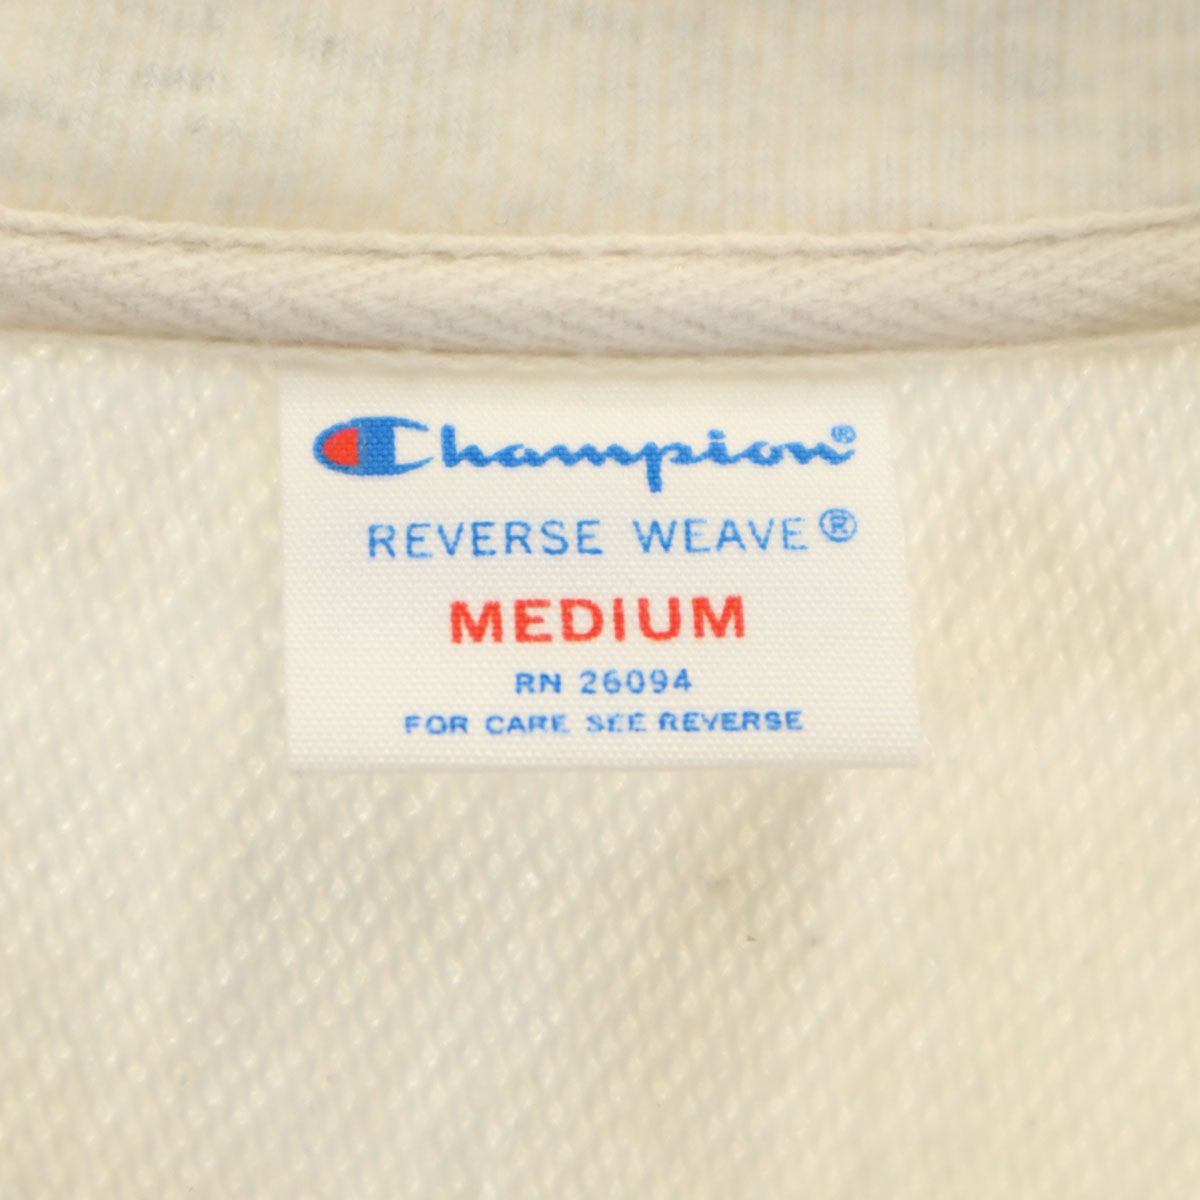 Champion®
REVERSE WEAVE®
MEDIUM
RN 26094
FOR CARE SEE REVERSE